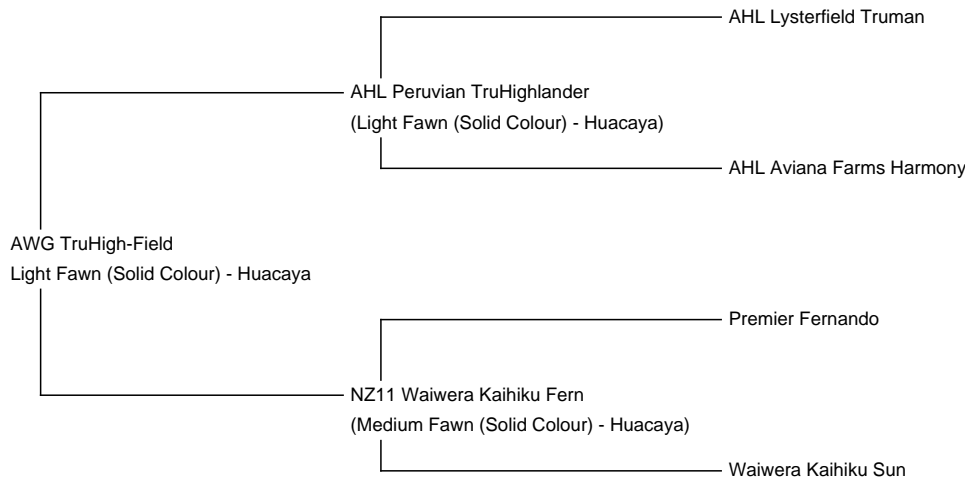 AHL Lysterfield Truman
AHL Peruvian TruHighlander
(Light Fawn (Solid Colour) - Huacaya)
AHL Aviana Farms Harmony
AWG TruHigh-Field
Light Fawn (Solid Colour) - Huacaya
Premier Fernando
NZ11 Waiwera Kaihiku Fern
(Medium Fawn (Solid Colour) - Huacaya)
Waiwera Kaihiku Sun